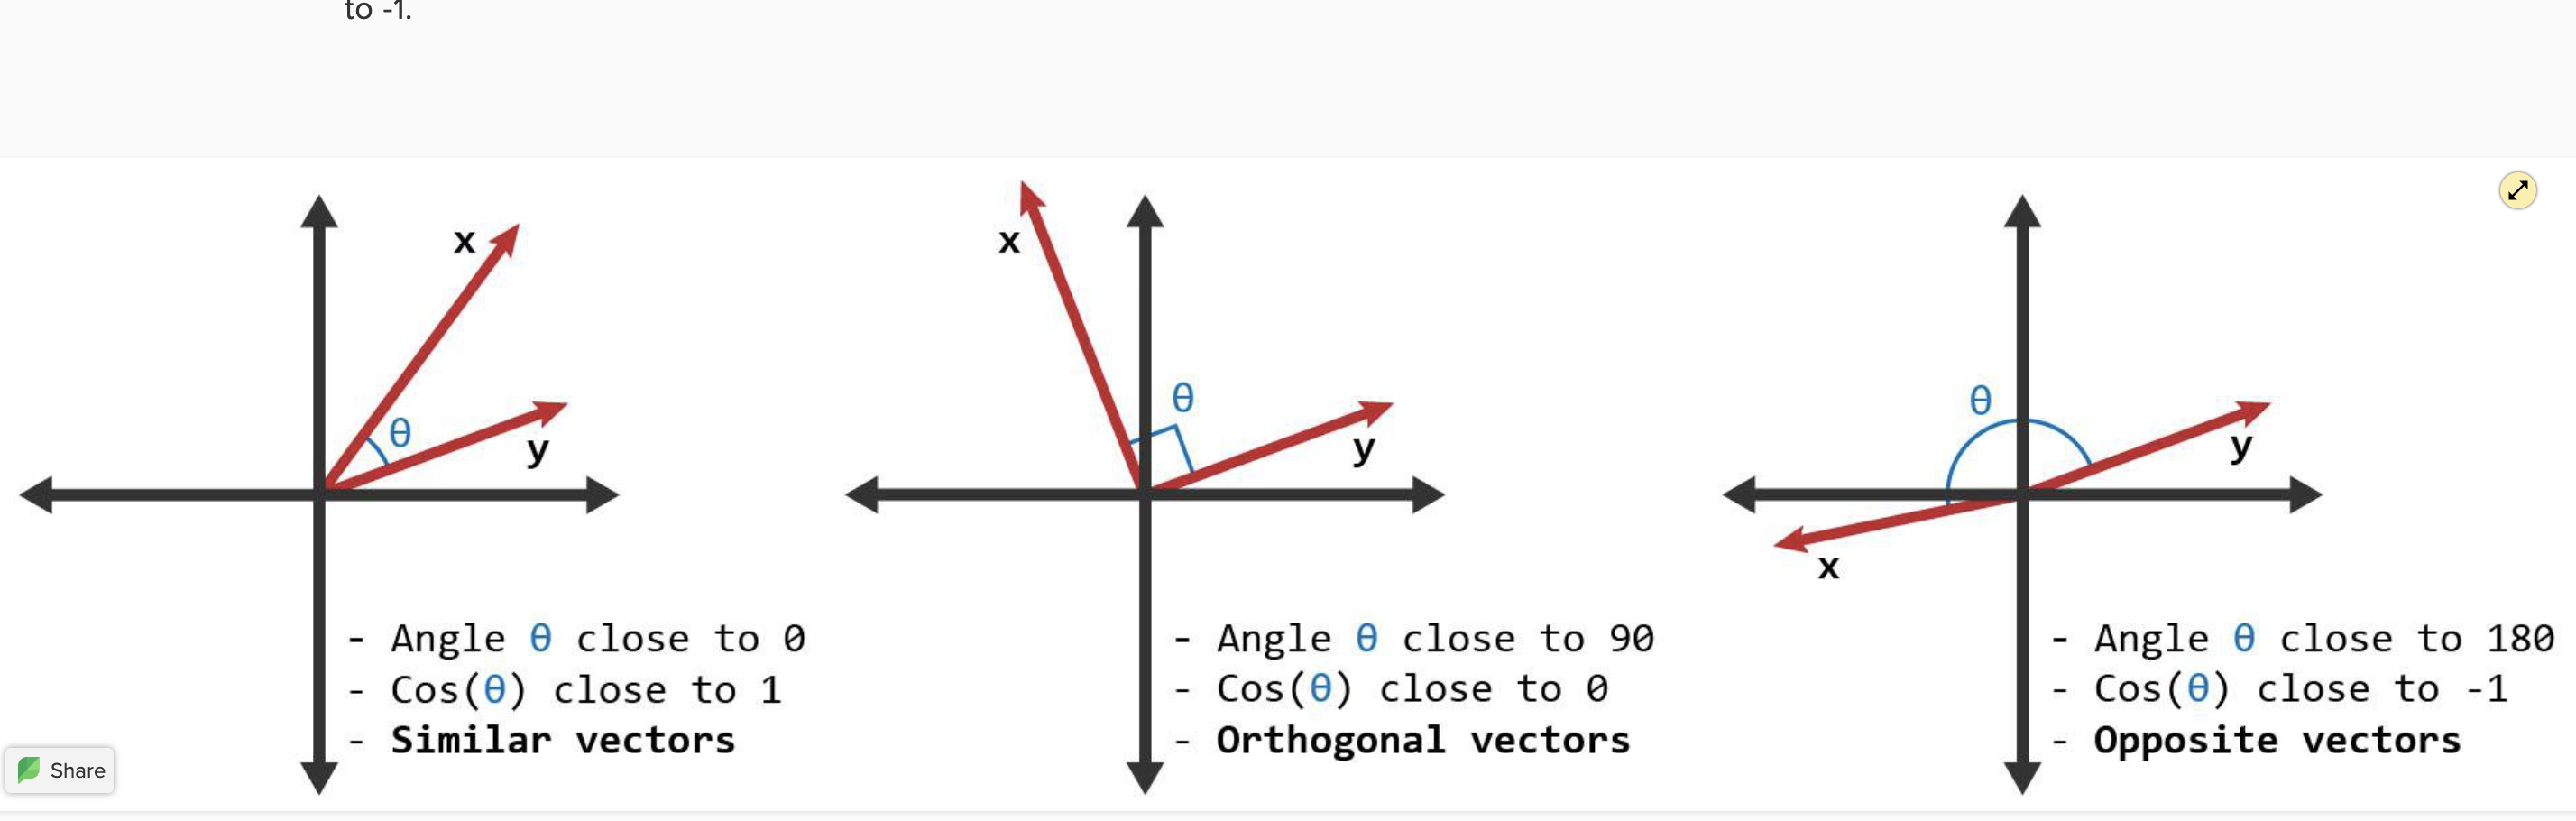 to -1.
x
θ
y
- Angle θ close to 0
- Cos(θ) close to 1
- Similar vectors
x
θ
y
- Angle θ close to 90
- Cos(θ) close to 0
- Orthogonal vectors
θ
y
x
- Angle θ close to 180
- Cos(θ) close to -1
- Opposite vectors
Share